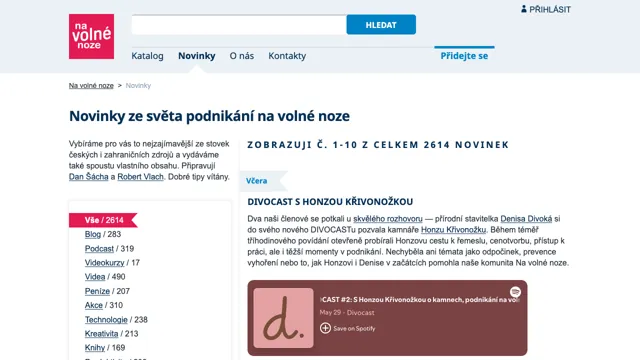 PŘIHLÁSIT
na
volné
noze
HLEDAT
Katalog
Novinky
O nás
Kontakty
Přidejte se
Na volné noze > Novinky
Novinky ze světa podnikání na volné noze
Vybíráme pro vás to nejzajímavější ze stovek
českých i zahraničních zdrojů a vydáváme
také spoustu vlastního obsahu. Připravují
Dan Šácha a Robert Vlach. Dobré tipy vítány.
Vše / 2614
Blog / 283
Podcast / 319
Videokurzy / 17
Videa / 490
Peníze / 207
Akce / 310
Technologie / 238
Kreativita / 213
Knihy / 169
ZOBRAZUJI Č. 1-10 Z CELKEM 2614 NOVINEK
Včera
DIVOCAST S HONZOU KŘIVONOŽKOU
Dva naši členové se potkali u skvělého rozhovoru — přírodní stavitelka Denisa Divoká si
do svého nového DIVOCASTu pozvala kamnáře Honzu Křivonožku. Během téměř
tříhodinového povídání otevřeně probírali Honzovu cestu k řemeslu, cenotvorbu, přístup k
práci, ale i těžší momenty v podnikání. Nechyběla ani témata jako odpočinek, prevence
vyhoření nebo to, jak Honzovi i Denise v začátcích pomohla naše komunita Na volné noze.
d.
CAST #2: S Honzou Křivonožkou o kamnech, podnikání na
May 29 · Divocast
Save on Spotify